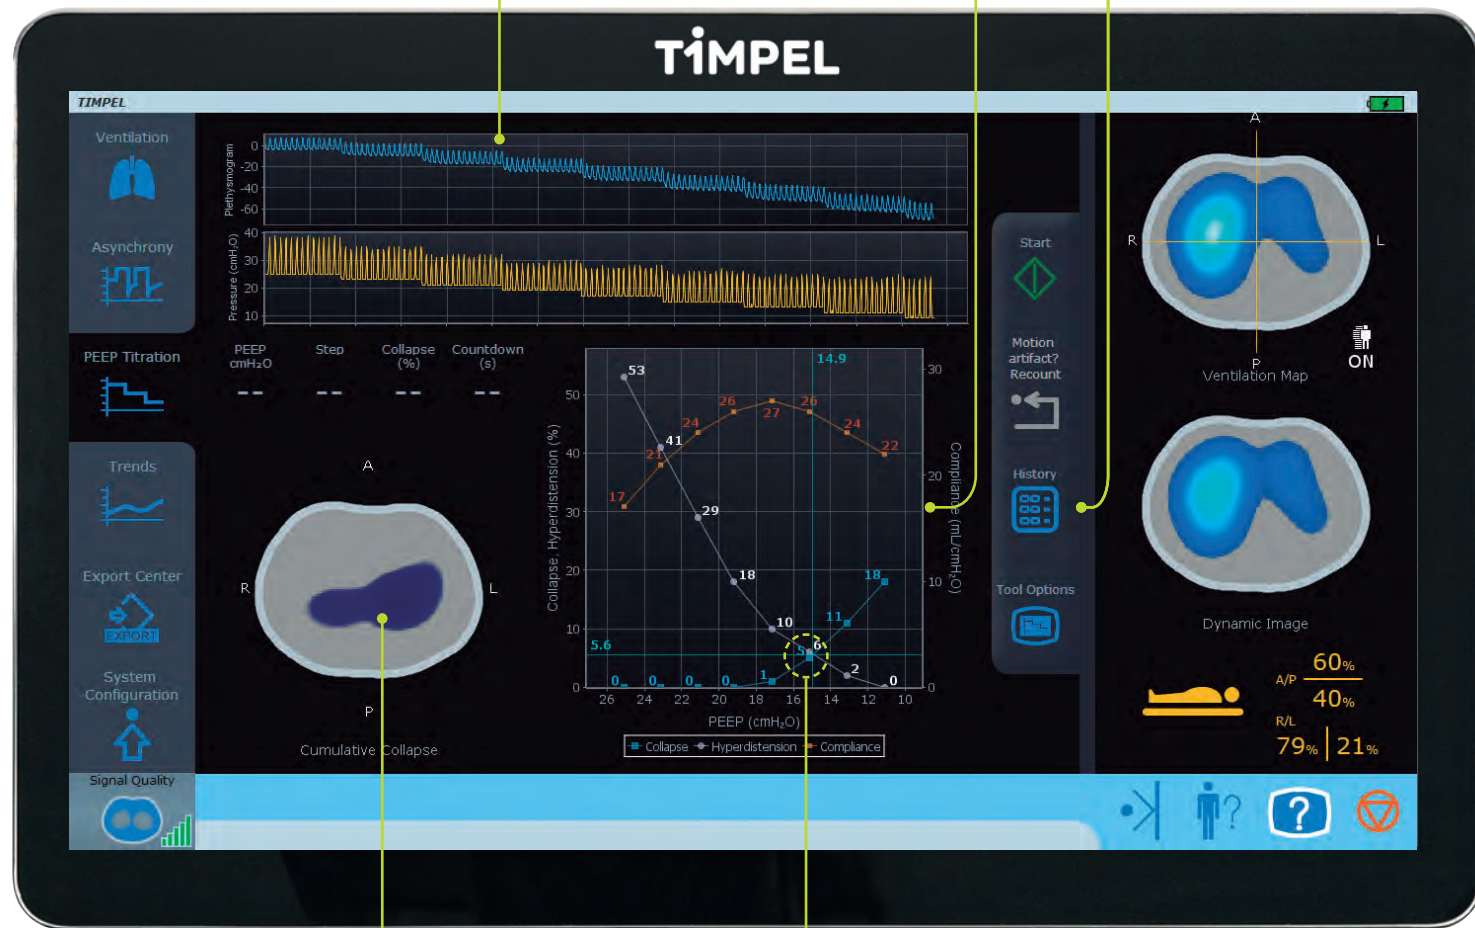 TIMPEL
TIMPEL
Ventilation
Asynchrony
PEEP Titration
Trends
Export Center
EXPORT
System
Configuration
Signal Quality
Plethysmogram
0
-20
-40
-60
Pressure (cmH₂O)
40
30
20
10
PEEP
cmH₂O
Step
Collapse
(%)
Countdown
(s)
-- -- -- --
A
R
L
P
Cumulative Collapse
Collapse, Hyperdistension (%)
50
40
30
20
10
0
53
41
29
18
10
6
2
0
17
21
24
26
27
26
24
22
0
0
0
0
1
5
11
18
14.9
5.6
30
20
10
0
Compliance (mL/cmH₂O)
26 24 22 20 18 16 14 12 10
PEEP (cmH₂O)
Collapse Hyperdistension Compliance
Start
Motion
artifact?
Recount
History
Tool Options
A
R
L
P
Ventilation Map
ON
Dynamic Image
A/P
60%
40%
R/L
79% 21%
?
?